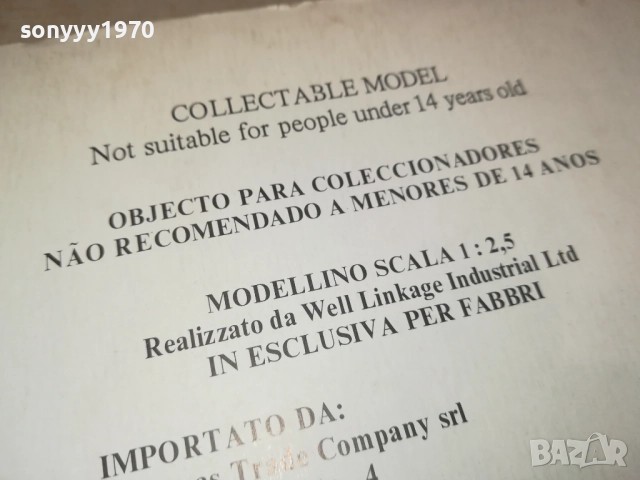 sonyyy1970
COLLECTABLE MODEL
Not suitable for people under 14 years old
OBJECTO PARA COLECCIONADORES
NÃO RECOMENDADO A MENORES DE 14 ANOS
MODELLINO SCALA 1 : 2,5
Realizzato da Well Linkage Industrial Ltd
IN ESCLUSIVA PER FABBRI
IMPORTATO DA:
Trade Company srl
4
BAZAR